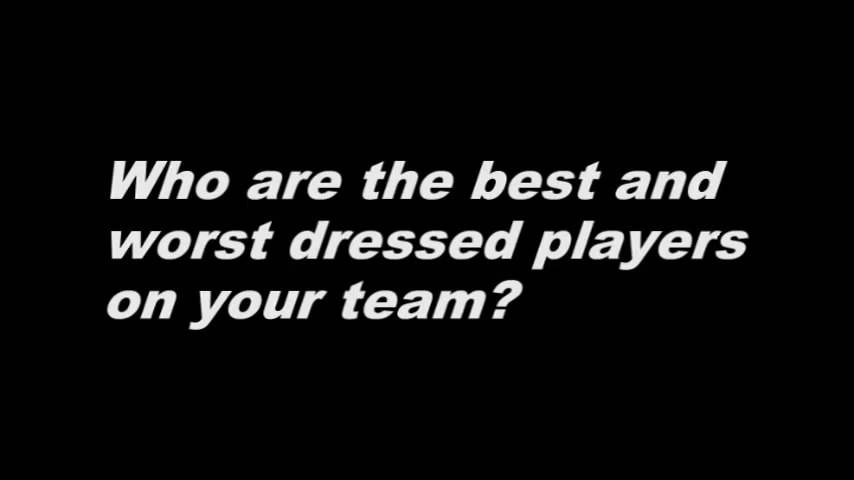 Who are the best and
worst dressed players
on your team?